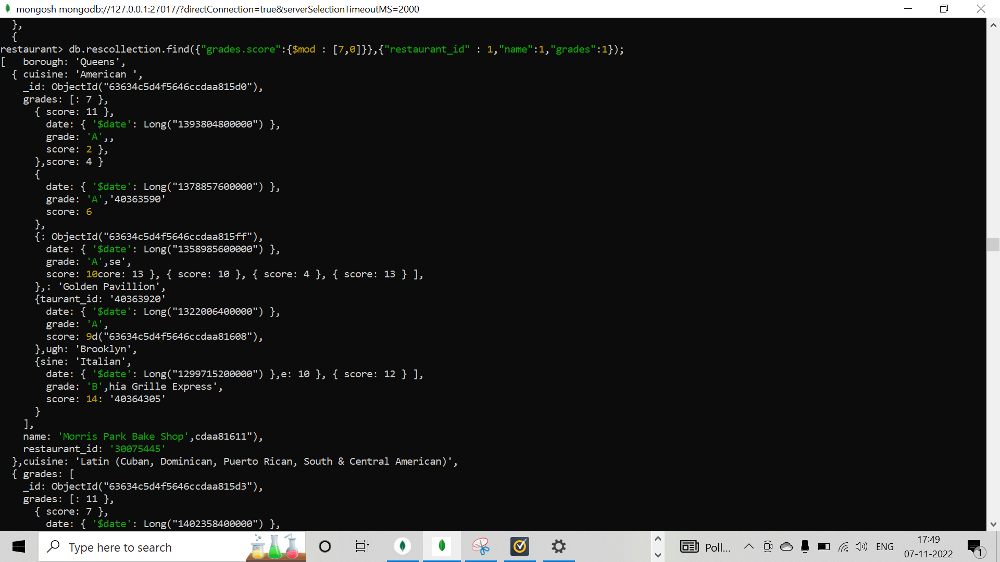 mongosh mongodb://127.0.0.1:27017/?directConnection=true&serverSelectionTimeoutMS=2000
},
{
restaurant> db.rescollection.find({"grades.score":{$mod : [7,0]}},{"restaurant_id" : 1,"name":1,"grades":1});
[   borough: 'Queens',
{ cuisine: 'American ',
_id: ObjectId("63634c5d4f5646ccdaa815d0"),
grades: [: 7 },
{ score: 11 },
date: { '$date': Long("1393804800000") },
grade: 'A',,
score: 2 },
},score: 4 }
{
date: { '$date': Long("1378857600000") },
grade: 'A','40363590'
score: 6
},
{: ObjectId("63634c5d4f5646ccdaa815ff"),
date: { '$date': Long("1358985600000") },
grade: 'A',se',
score: 10core: 13 }, { score: 10 }, { score: 4 }, { score: 13 } ],
},: 'Golden Pavillion',
{taurant_id: '40363920'
date: { '$date': Long("1322006400000") },
grade: 'A',
score: 9d("63634c5d4f5646ccdaa81608"),
},ugh: 'Brooklyn',
{sine: 'Italian',
date: { '$date': Long("1299715200000") },e: 10 }, { score: 12 } ],
grade: 'B',hia Grille Express',
score: 14: '40364305'
}
],
name: 'Morris Park Bake Shop',cdaa81611"),
restaurant_id: '30075445'
},cuisine: 'Latin (Cuban, Dominican, Puerto Rican, South & Central American)',
{ grades: [
_id: ObjectId("63634c5d4f5646ccdaa815d3"),
grades: [: 11 },
{ score: 7 },
date: { '$date': Long("1402358400000") },
Type here to search
Poll...
ENG
17:49
07-11-2022
1